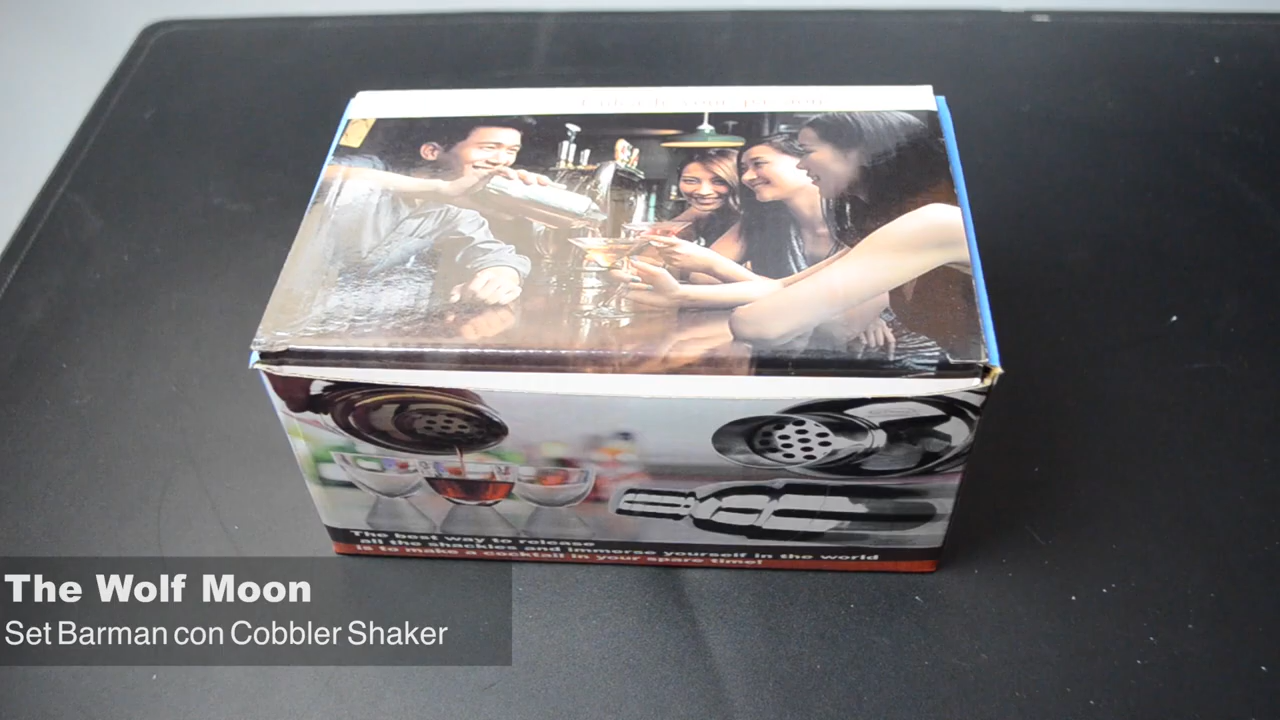 The best way to release
all the shackles and immerse yourself in the world
is to make a cocktail in your spare time!
The Wolf Moon
Set Barman con Cobbler Shaker